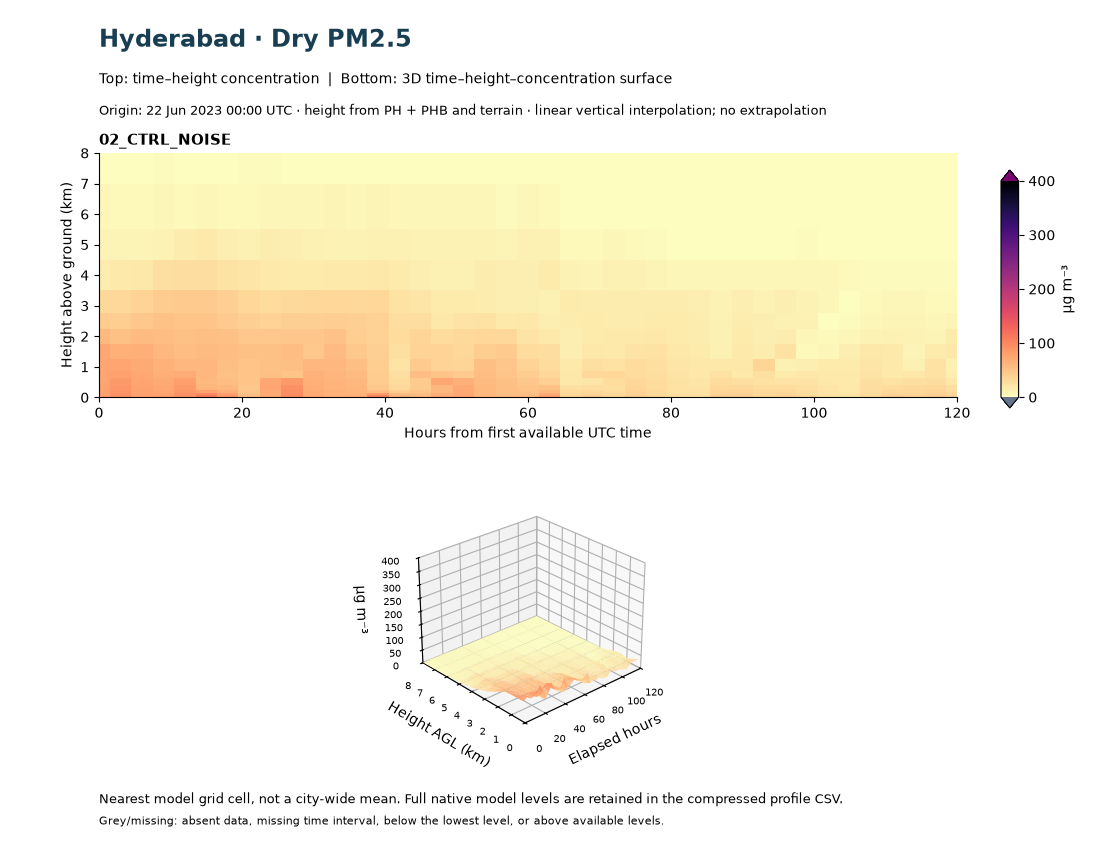 Hyderabad · Dry PM2.5
Top: time–height concentration | Bottom: 3D time–height–concentration surface
Origin: 22 Jun 2023 00:00 UTC · height from PH + PHB and terrain · linear vertical interpolation; no extrapolation
02_CTRL_NOISE
8
7
6
5
4
3
2
1
0
Height above ground (km)
0 20 40 60 80 100 120
Hours from first available UTC time
400
300
200
100
0
µg m⁻³
400
350
300
250
200
150
100
50
0
µg m⁻³
8 7 6 5 4 3 2 1 0
Height AGL (km)
0 20 40 60 80 100 120
Elapsed hours
Nearest model grid cell, not a city-wide mean. Full native model levels are retained in the compressed profile CSV.
Grey/missing: absent data, missing time interval, below the lowest level, or above available levels.